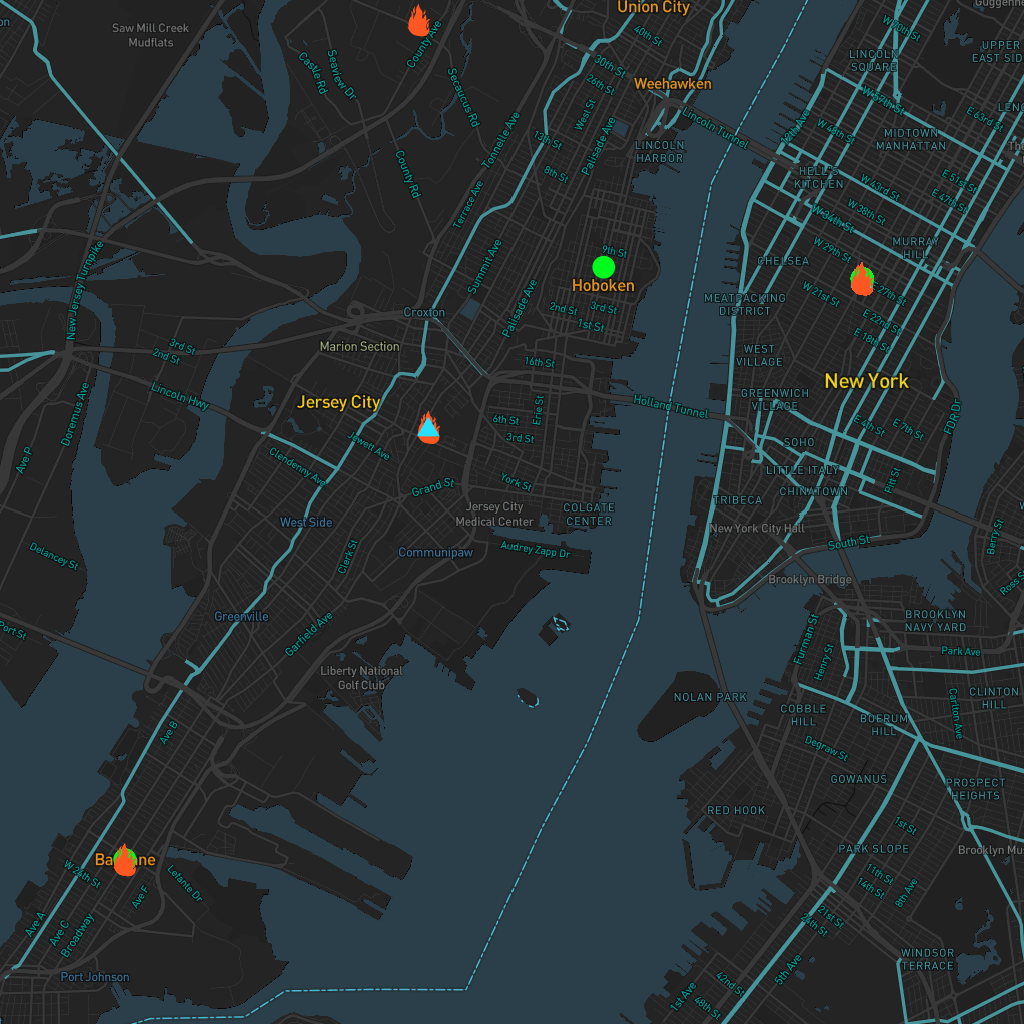 Union City
Guggenhe
Saw Mill Creek
Mudflats
County Ave
40th St
W 70th St
LINCOLN
SQUARE
UPPER
EAST SIDE
30th St
26th St
Castle Rd
Seaview Dr
Secaucus Rd
Weehawken
W 57th St
E 63rd St
LENO
West St
Palisade Ave
Lincoln Tunnel
12th Ave
W 48th St
MIDTOWN
MANHATTAN
13th St
Tonnelle Ave
LINCOLN
HARBOR
The
8th St
County Rd
Terrace Ave
HELL'S
KITCHEN
W 43rd St
E 51st St
E 47th St
W 38th St
W 34th St
New Jersey Turnpike
Summit Ave
9th St
W 29th St
MURRAY
HILL
CHELSEA
Hoboken
W 21st St
E 27th St
MEATPACKING
DISTRICT
2nd St
3rd St
1st St
Palisade Ave
Croxton
E 22nd St
E 18th St
Marion Section
3rd St
2nd St
16th St
WEST
VILLAGE
New York
Lincoln Hwy
Doremus Ave
Jersey City
Erie St
Holland Tunnel
GREENWICH
VILLAGE
FDR Dr
6th St
3rd St
Jewett Ave
E 4th St
E 7th St
SOHO
Ave P
Clendenny Ave
LITTLE ITALY
Pitt St
CHINATOWN
Grand St
York St
TRIBECA
Jersey City
Medical Center
COLGATE
CENTER
West Side
New York City Hall
Clerk St
Communipaw
Audrey Zapp Dr
South St
Berry St
Delancey St
Brooklyn Bridge
Ross St
Greenville
Garfield Ave
Port St
BROOKLYN
NAVY YARD
Furman St
Henry St
Park Ave
Liberty National
Golf Club
NOLAN PARK
CLINTON
HILL
Carlton Ave
COBBLE
HILL
BOERUM
HILL
Ave B
Degraw St
GOWANUS
PROSPECT
HEIGHTS
RED HOOK
1st St
PARK SLOPE
Brooklyn Mus
W 24th St
Lefante Dr
Ave F
11th St
14th St
8th Ave
Ave A
Ave C
Broadway
21st St
24th St
WINDSOR
TERRACE
Port Johnson
5th Ave
42nd St
1st Ave
48th St